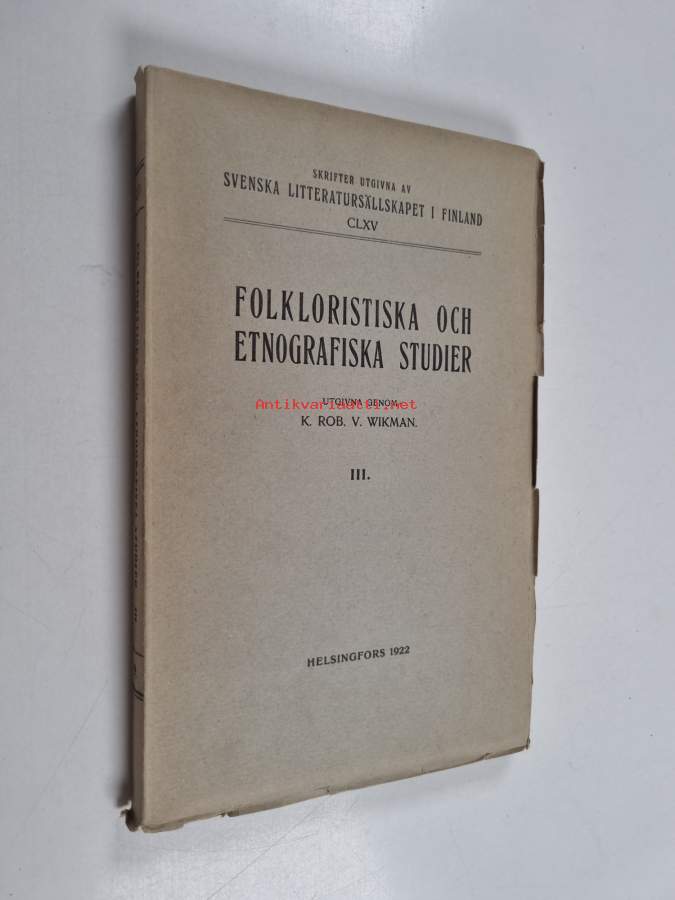 SKRIFTER UTGIVNA AV
SVENSKA LITTERATURSÄLLSKAPET I FINLAND
CLXV
FOLKLORISTISKA OCH
ETNOGRAFISKA STUDIER
UTGIVNA GENOM
Antikvariaatti.net
K. ROB. V. WIKMAN.
III.
HELSINGFORS 1922